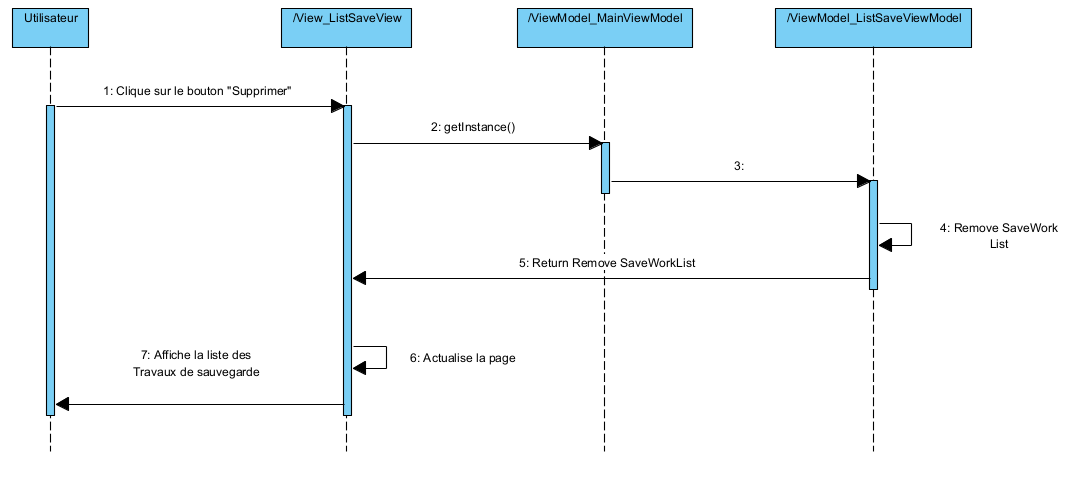 Utilisateur
/View_ListSaveView
/ViewModel_MainViewModel
/ViewModel_ListSaveViewModel
1: Clique sur le bouton "Supprimer"
2: getInstance()
3:
4: Remove SaveWork
List
5: Return Remove SaveWorkList
6: Actualise la page
7: Affiche la liste des
Travaux de sauvegarde